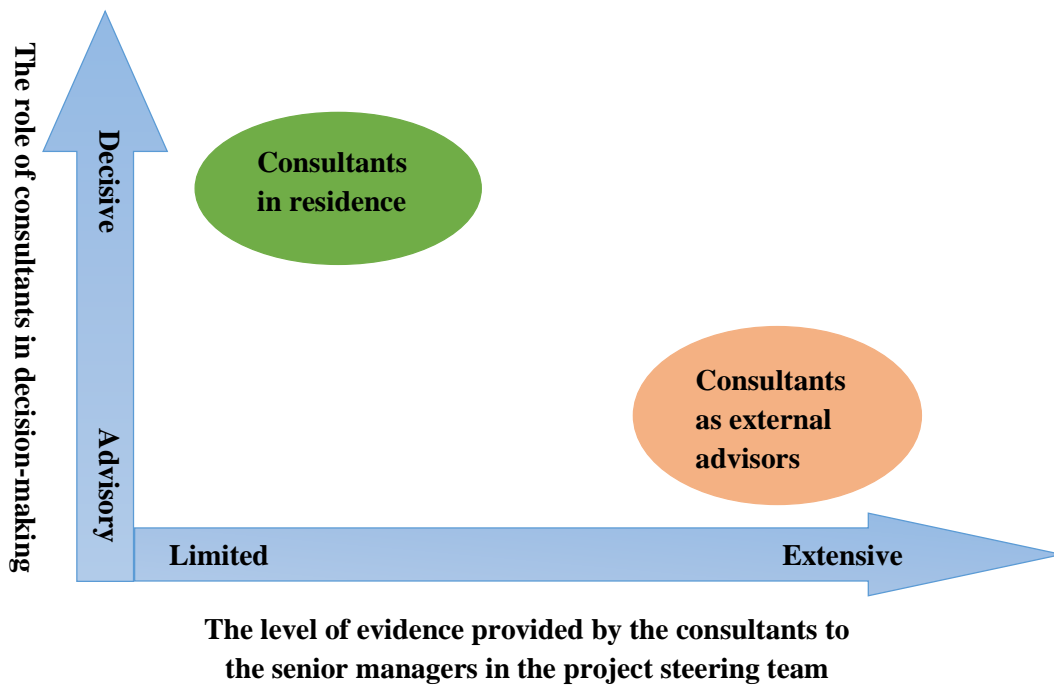 The role of consultants in decision-making
Decisive
Advisory
Consultants
in residence
Consultants
as external
advisors
Limited
Extensive
The level of evidence provided by the consultants to
the senior managers in the project steering team